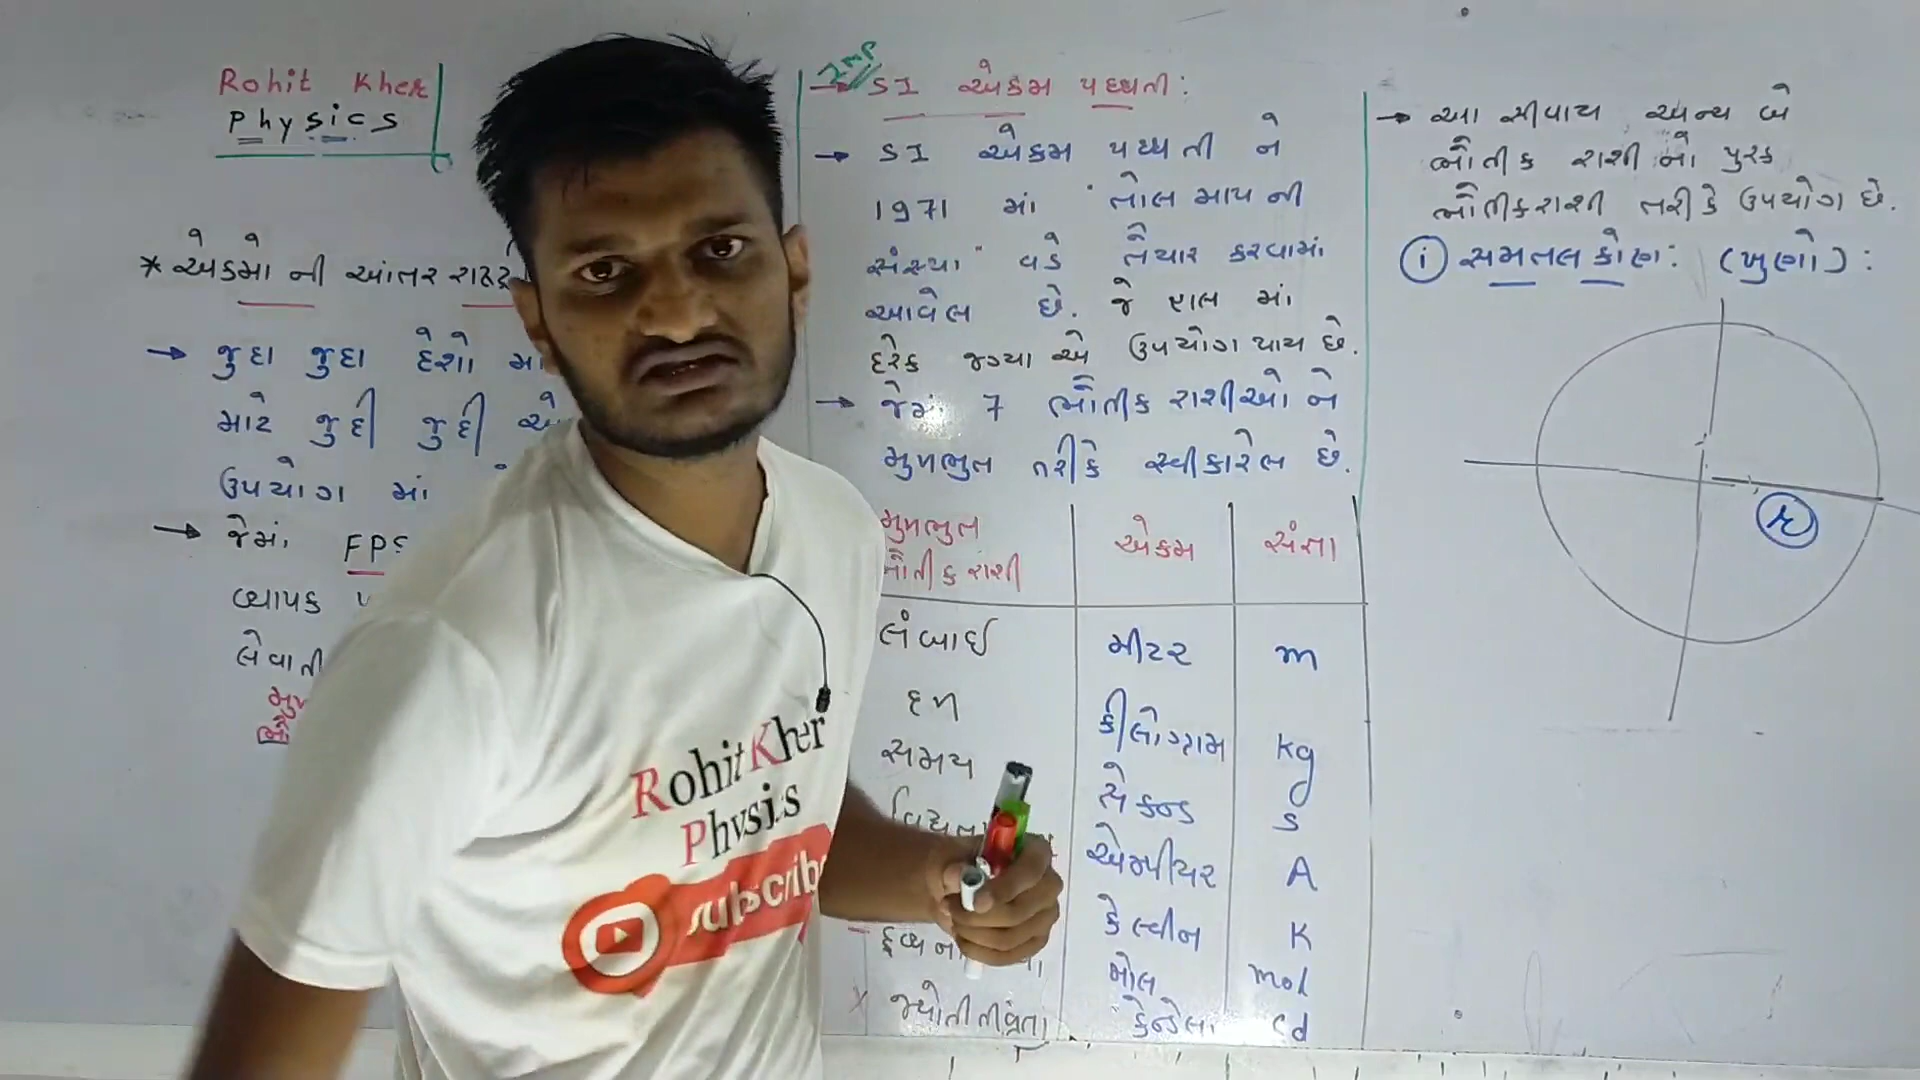 Rohit Kher
Physics
* એકમો ની આંતર
→ જુદા જુદા દેશો
માટે જુદી જુદી
ઉપયોગ માં
→ જેમાં FPS
વ્યાપક
લેવાતી
Imp
→ SI એકમ પધ્ધતી:
→ SI એકમ પધ્ધતી ને
1971 માં "તોલ માપ ની
સંસ્થા" વડે તૈયાર કરવામાં
આવેલ છે. જે હાલ માં
દરેક જગ્યા એ ઉપયોગ થાય છે.
→ જેમાં 7 ભૌતીક રાશીઓ ને
મુળભુત તરીકે સ્વીકારેલ છે.
મુળભુત ભૌતીક રાશી એકમ સંજ્ઞા
લંબાઈ મીટર m
દળ કીલોગ્રામ kg
સમય સેકન્ડ s
એમ્પીયર A
કેલ્વીન K
મોલ mol
જ્યોતીતીવ્રતા કેન્ડેલા cd
→ આ સીવાય અન્ય બે
ભૌતીક રાશી નો પુરક
ભૌતીકરાશી તરીકે ઉપયોગ છે.
(i) સમતલ કોણ: (ખુણો):
r
Rohit Kher
Physics
subscrib